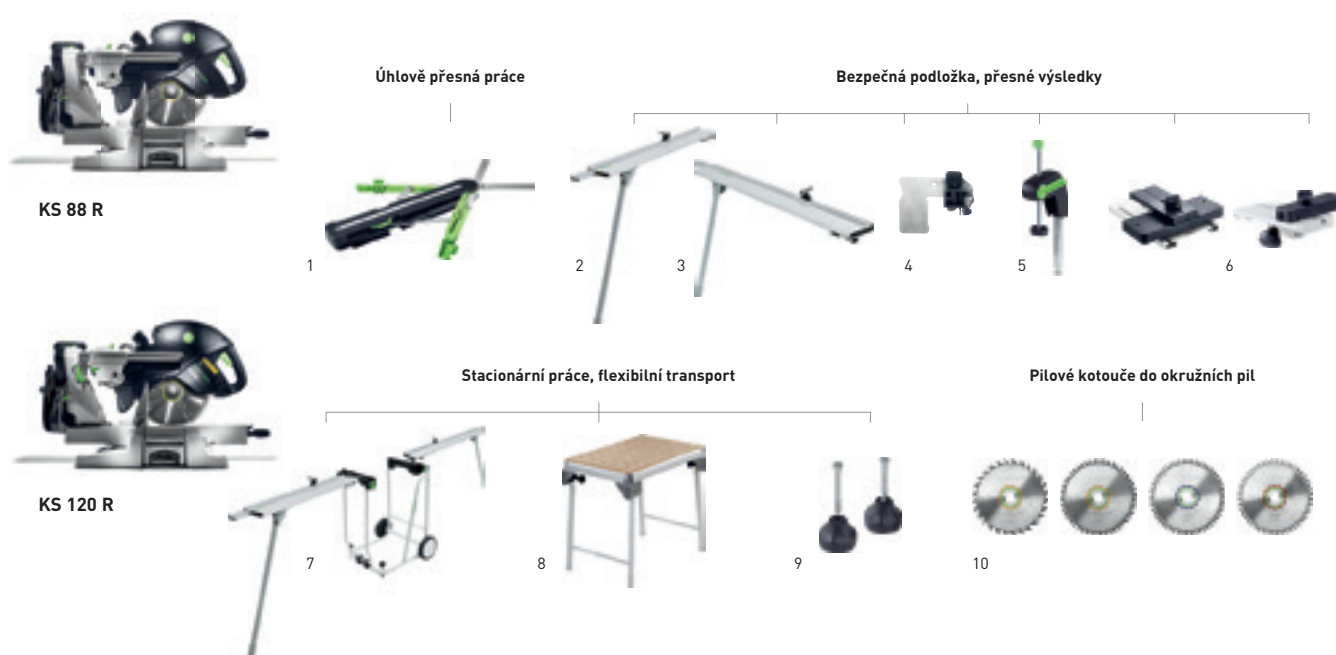 Úhlově přesná práce
Bezpečná podložka, přesné výsledky
KS 88 R
1
2
3
4
5
6
Stacionární práce, flexibilní transport
Pilové kotouče do okružních pil
KS 120 R
7
8
9
10